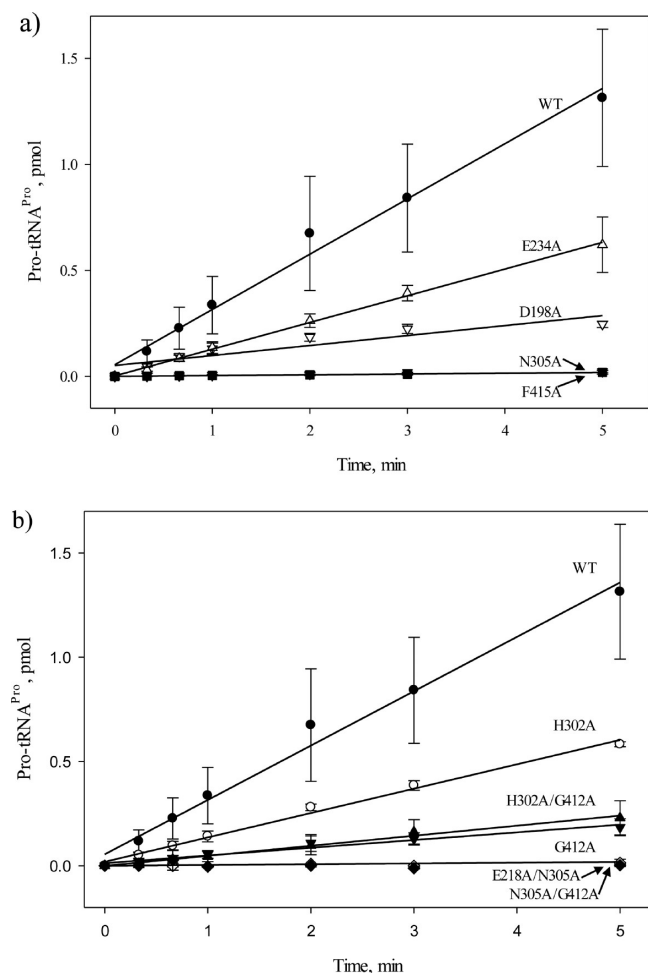 a)
1.5
WT
1.0
Pro-tRNAPro, pmol
E234A
0.5
D198A
N305A
0.0
F415A
0 1 2 3 4 5
Time, min
b)
1.5
WT
1.0
Pro-tRNAPro, pmol
H302A
0.5
H302A/G412A
G412A
0.0
E218A/N305A
N305A/G412A
0 1 2 3 4 5
Time, min